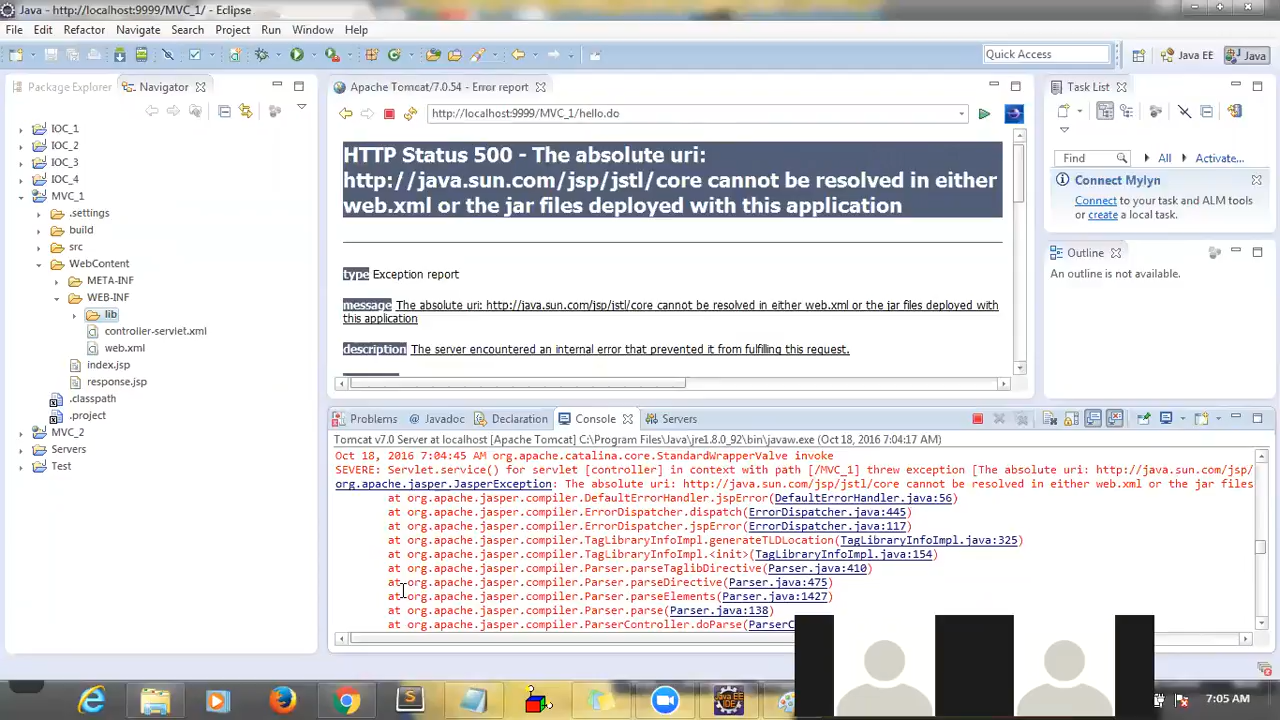 Java - http://localhost:9999/MVC_1/ - Eclipse
File Edit Refactor Navigate Search Project Run Window Help
Quick Access
Java EE
Java
Package Explorer
Navigator
IOC_1
IOC_2
IOC_3
IOC_4
MVC_1
.settings
build
src
WebContent
META-INF
WEB-INF
lib
controller-servlet.xml
web.xml
index.jsp
response.jsp
.classpath
.project
MVC_2
Servers
Test
Apache Tomcat/7.0.54 - Error report
http://localhost:9999/MVC_1/hello.do
HTTP Status 500 - The absolute uri:
http://java.sun.com/jsp/jstl/core cannot be resolved in either
web.xml or the jar files deployed with this application
type Exception report
message The absolute uri: http://java.sun.com/jsp/jstl/core cannot be resolved in either web.xml or the jar files deployed with
this application
description The server encountered an internal error that prevented it from fulfilling this request.
Task List
Find
All
Activate...
Connect Mylyn
Connect to your task and ALM tools
or create a local task.
Outline
An outline is not available.
Problems Javadoc Declaration Console Servers
Tomcat v7.0 Server at localhost [Apache Tomcat] C:\Program Files\Java\jre1.8.0_92\bin\javaw.exe (Oct 18, 2016 7:04:17 AM)
Oct 18, 2016 7:04:45 AM org.apache.catalina.core.StandardWrapperValve invoke
SEVERE: Servlet.service() for servlet [controller] in context with path [/MVC_1] threw exception [The absolute uri: http://java.sun.com/jsp/
org.apache.jasper.JasperException: The absolute uri: http://java.sun.com/jsp/jstl/core cannot be resolved in either web.xml or the jar files
at org.apache.jasper.compiler.DefaultErrorHandler.jspError(DefaultErrorHandler.java:56)
at org.apache.jasper.compiler.ErrorDispatcher.dispatch(ErrorDispatcher.java:445)
at org.apache.jasper.compiler.ErrorDispatcher.jspError(ErrorDispatcher.java:117)
at org.apache.jasper.compiler.TagLibraryInfoImpl.generateTLDLocation(TagLibraryInfoImpl.java:325)
at org.apache.jasper.compiler.TagLibraryInfoImpl.<init>(TagLibraryInfoImpl.java:154)
at org.apache.jasper.compiler.Parser.parseTaglibDirective(Parser.java:410)
at org.apache.jasper.compiler.Parser.parseDirective(Parser.java:475)
at org.apache.jasper.compiler.Parser.parseElements(Parser.java:1427)
at org.apache.jasper.compiler.Parser.parse(Parser.java:138)
at org.apache.jasper.compiler.ParserController.doParse(ParserC
7:05 AM